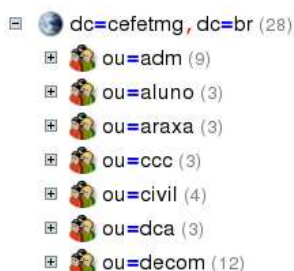 dc=cefetmg, dc=br (28)
ou=adm (9)
ou=aluno (3)
ou=araxa (3)
ou=ccc (3)
ou=civil (4)
ou=dca (3)
ou=decom (12)